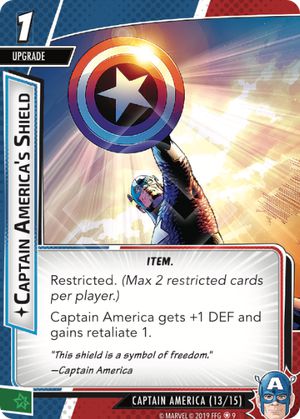 1
UPGRADE
CAPTAIN AMERICA'S SHIELD
ITEM.
Restricted. (Max 2 restricted cards
per player.)
Captain America gets +1 DEF and
gains retaliate 1.
"This shield is a symbol of freedom."
—Captain America
CAPTAIN AMERICA (13/15)
© MARVEL © 2019 FFG 9
A